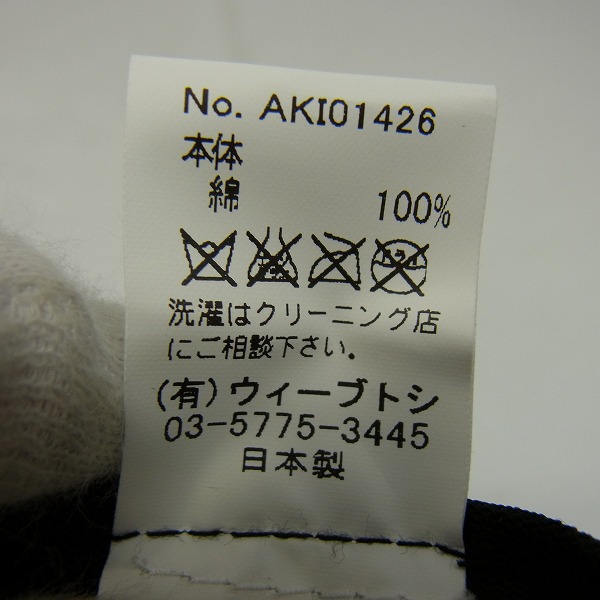 No. AKI01426
本体
綿 100%
洗濯はクリーニング店
にご相談下さい。
(有)ウィーブトシ
03-5775-3445
日本製